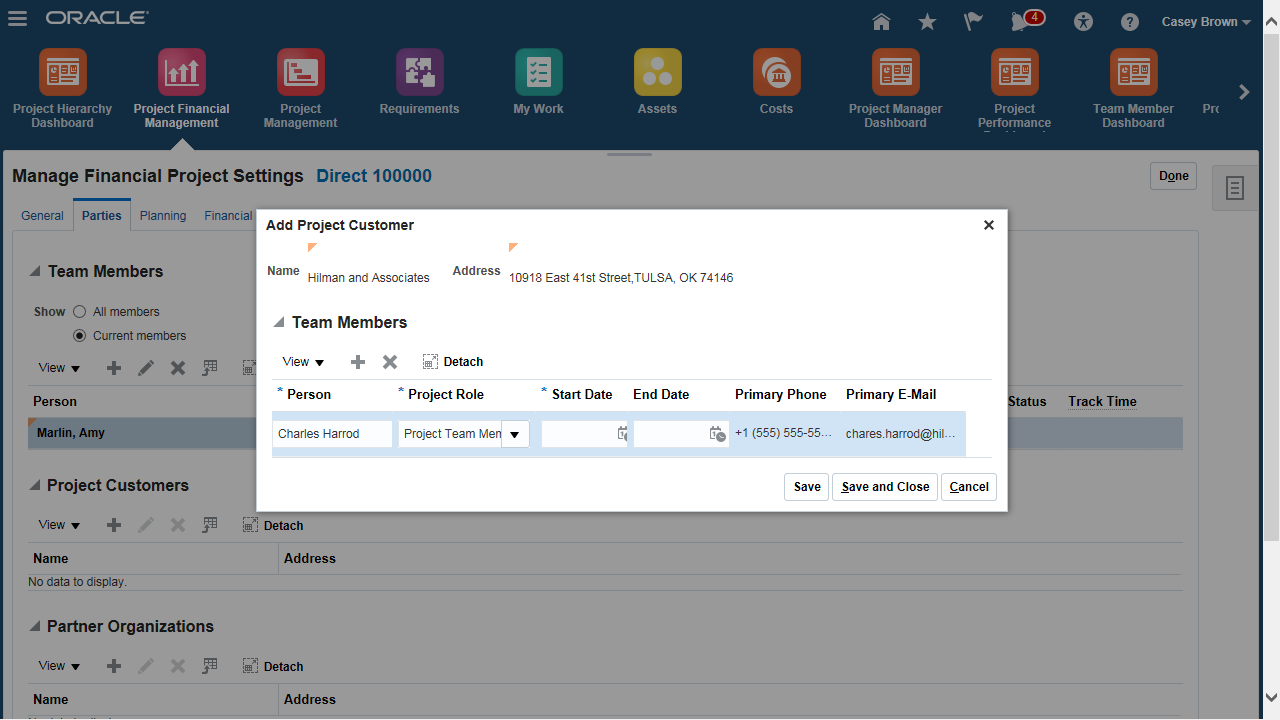 ORACLE
4
Casey Brown
Project Hierarchy
Dashboard
Project Financial
Management
Project
Management
Requirements
My Work
Assets
Costs
Project Manager
Dashboard
Project
Performance
Team Member
Dashboard
Manage Financial Project Settings Direct 100000
Done
General Parties Planning Financial
Team Members
Show All members
Current members
View
Person
Status Track Time
Marlin, Amy
Add Project Customer
Name Hilman and Associates Address 10918 East 41st Street,TULSA, OK 74146
Team Members
View Detach
* Person * Project Role * Start Date End Date Primary Phone Primary E-Mail
Charles Harrod Project Team Mem +1 (555) 555-55... chares.harrod@hil...
Save Save and Close Cancel
Project Customers
View Detach
Name Address
No data to display.
Partner Organizations
View Detach
Name Address